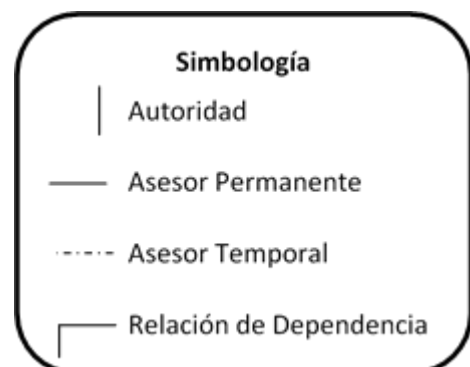 Simbología
Autoridad
Asesor Permanente
Asesor Temporal
Relación de Dependencia